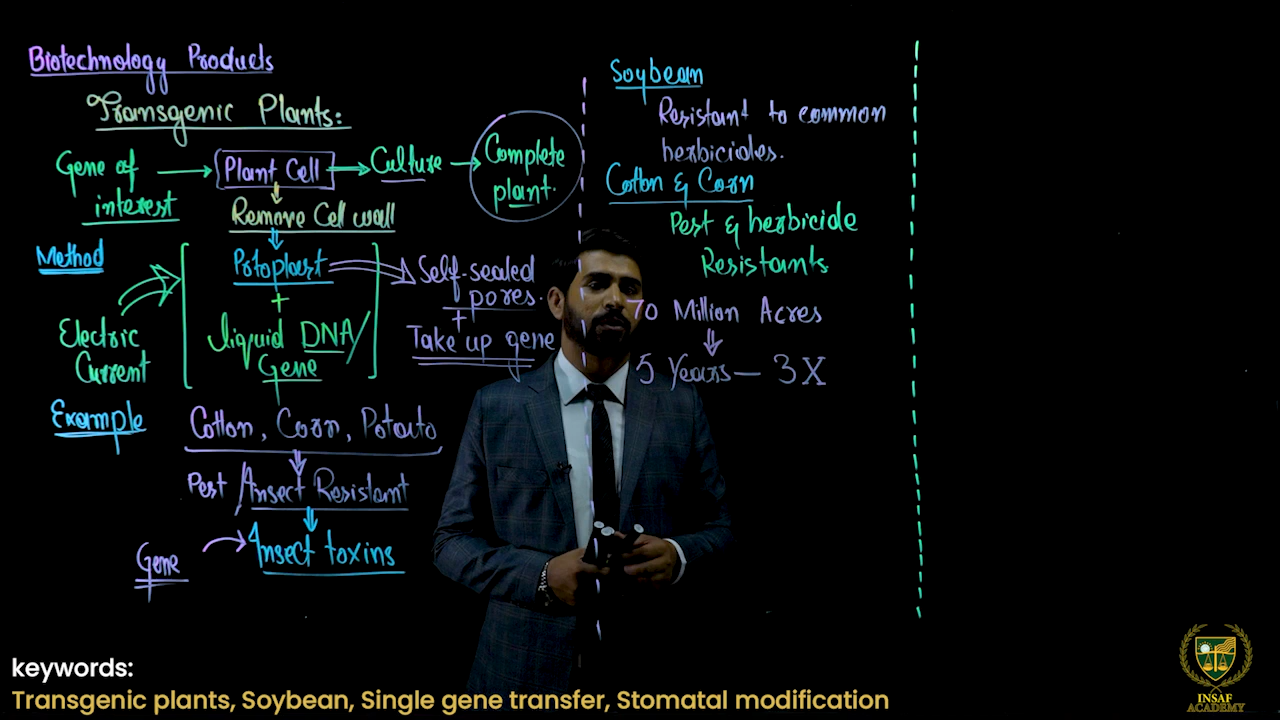 Biotechnology Products
Transgenic Plants:
Gene of interest → Plant Cell → Culture → Complete plant.
Remove Cell wall
Method
Potoplast
+
liquid DNA/
Gene
Electric
Current
Self-sealed
pores.
+
Take up gene
Example
Cotton, Corn, Potato
Pest / Insect Resistant
Gene
Insect toxins
Soybean
Resistant to common
herbicides.
Cotton & Corn
Pest & herbicide
Resistants
70 Million Acres
5 Years — 3X
keywords:
Transgenic plants, Soybean, Single gene transfer, Stomatal modification
INSAF
ACADEMY